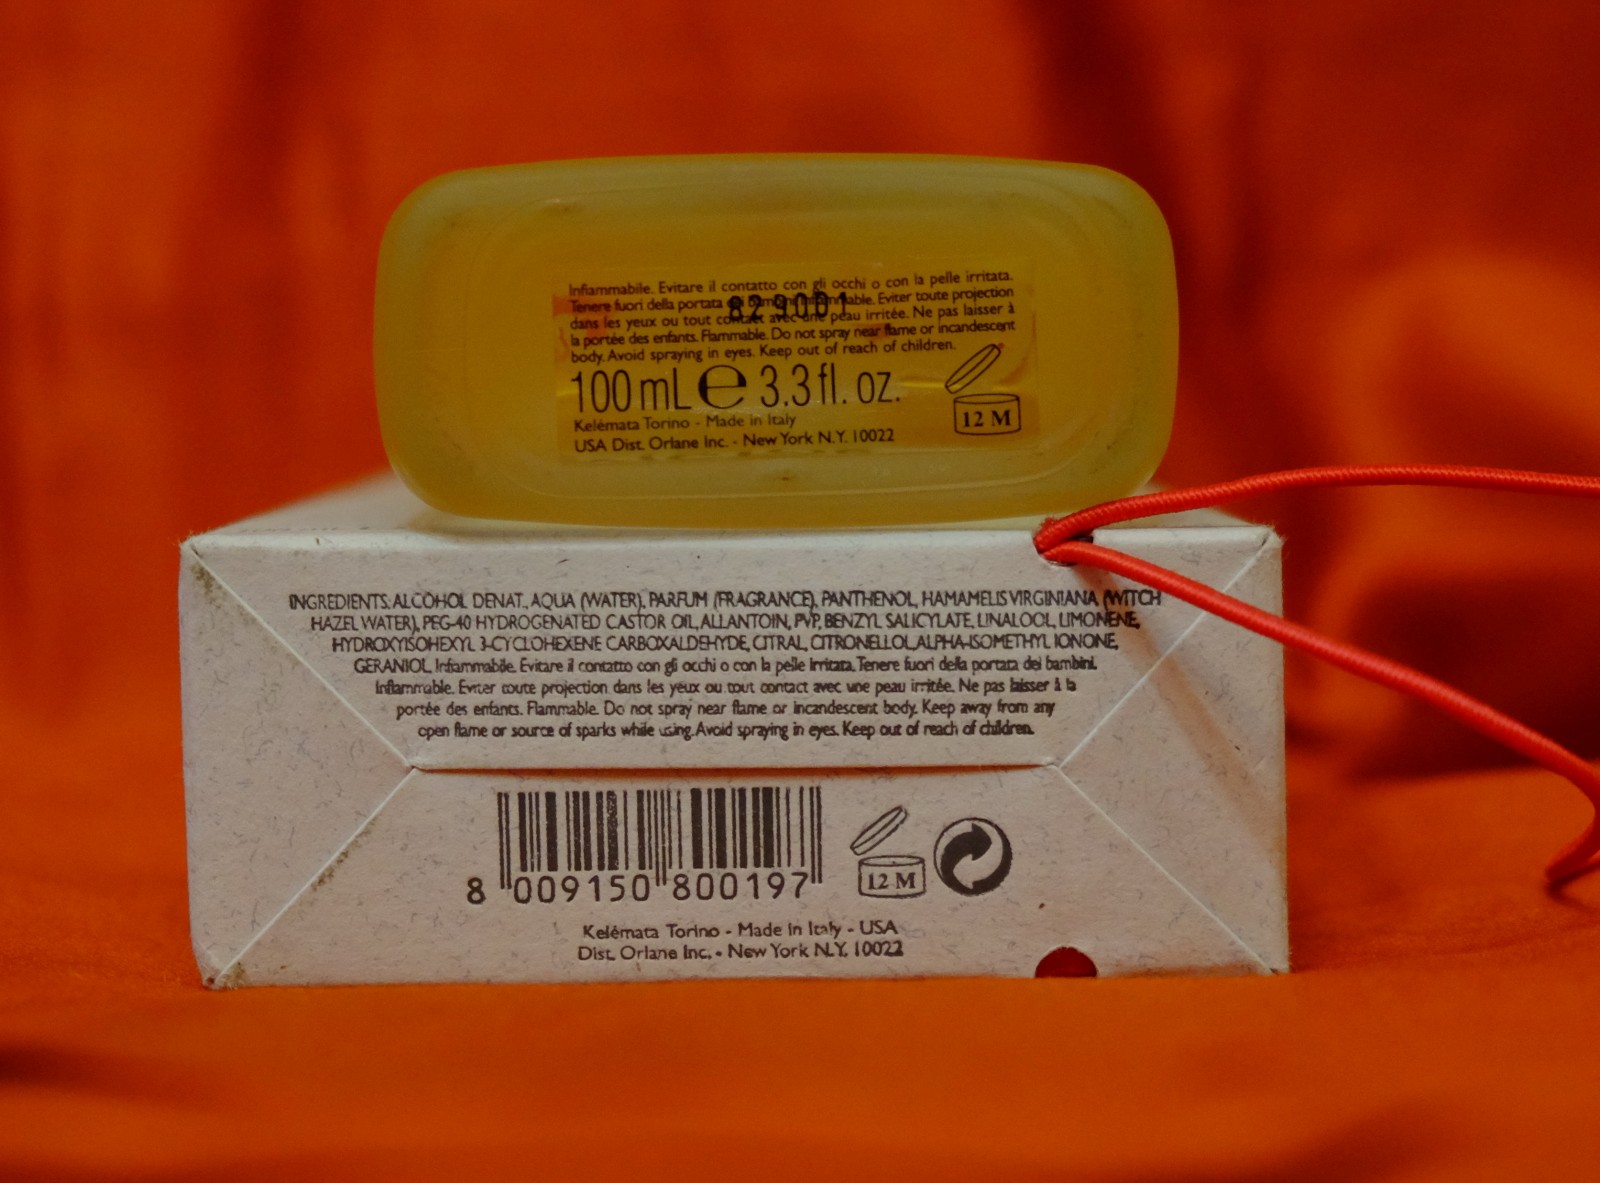 Infiammabile. Evitare il contatto con gli occhi o con la pelle irritata.
Tenere fuori della portata dei bambini. Inflammable. Eviter toute projection
829001
dans les yeux ou tout contact avec une peau irritée. Ne pas laisser à
la portée des enfants. Flammable. Do not spray near flame or incandescent
body. Avoid spraying in eyes. Keep out of reach of children.
100 mL e 3.3 fl. oz.
12 M
Kelémata Torino - Made in Italy
USA Dist. Orlane Inc. - New York N.Y. 10022
INGREDIENTS: ALCOHOL DENAT., AQUA (WATER), PARFUM (FRAGRANCE), PANTHENOL, HAMAMELIS VIRGINIANA (WITCH
HAZEL WATER), PEG-40 HYDROGENATED CASTOR OIL, ALLANTOIN, PVP, BENZYL SALICYLATE, LINALOOL, LIMONENE,
HYDROXYISOHEXYL 3-CYCLOHEXENE CARBOXALDEHYDE, CITRAL, CITRONELLOL, ALPHA-ISOMETHYL IONONE,
GERANIOL. Infiammabile. Evitare il contatto con gli occhi o con la pelle irritata. Tenere fuori della portata dei bambini.
Inflammable. Eviter toute projection dans les yeux ou tout contact avec une peau irritée. Ne pas laisser à la
portée des enfants. Flammable. Do not spray near flame or incandescent body. Keep away from any
open flame or source of sparks while using. Avoid spraying in eyes. Keep out of reach of children.
8 009150 800197
12 M
Kelémata Torino - Made in Italy - USA
Dist. Orlane Inc. - New York N.Y. 10022